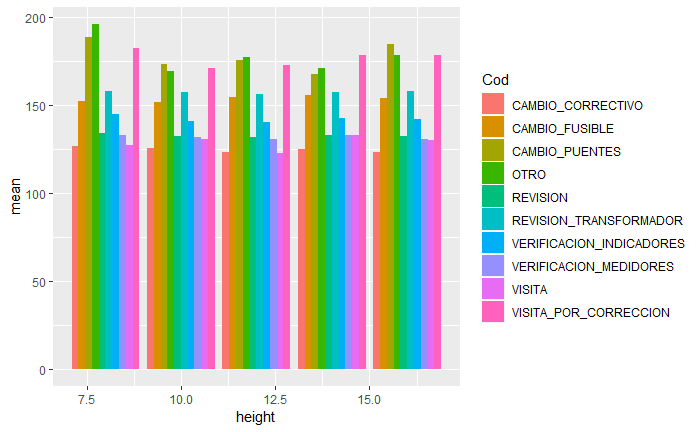 200
150
100
50
0
mean
7.5
10.0
12.5
15.0
height
Cod
CAMBIO_CORRECTIVO
CAMBIO_FUSIBLE
CAMBIO_PUENTES
OTRO
REVISION
REVISION_TRANSFORMADOR
VERIFICACION_INDICADORES
VERIFICACION_MEDIDORES
VISITA
VISITA_POR_CORRECCION